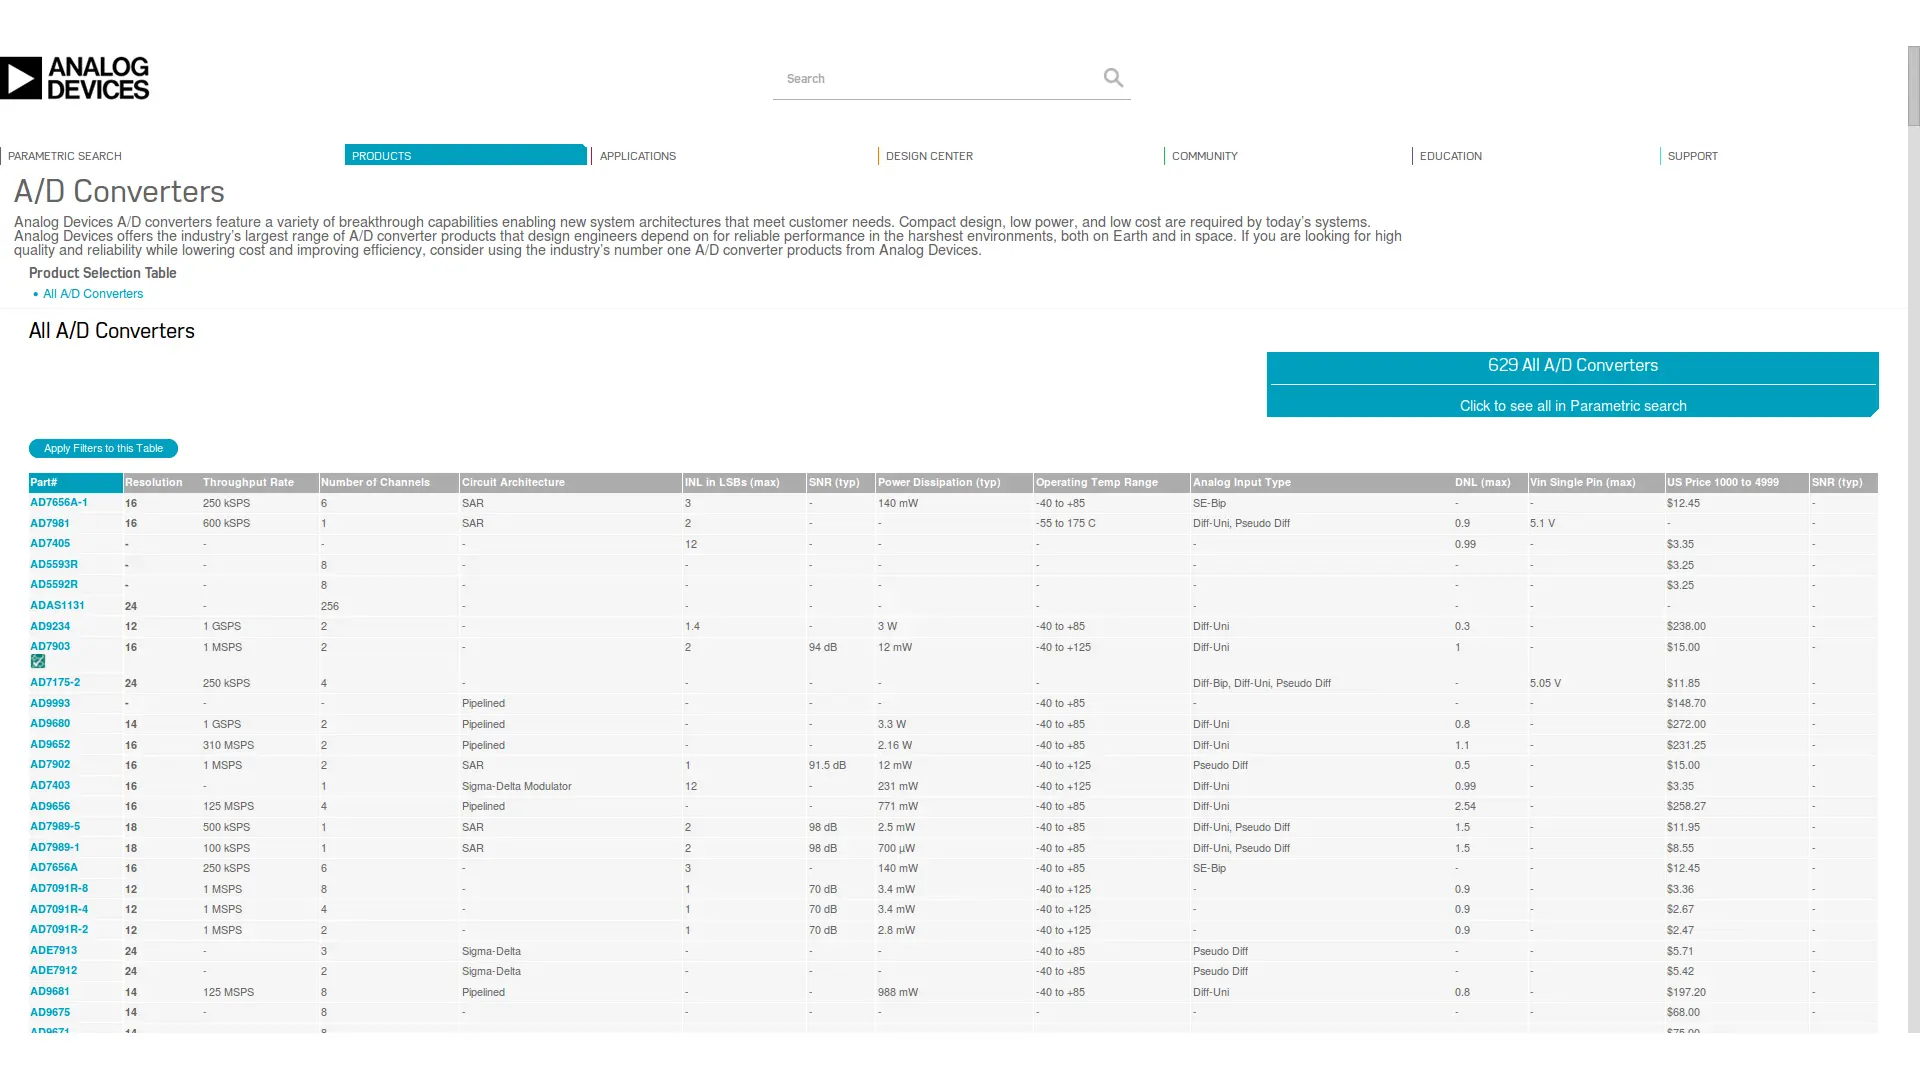 ANALOG
DEVICES
Search
PARAMETRIC SEARCH PRODUCTS APPLICATIONS DESIGN CENTER COMMUNITY EDUCATION SUPPORT
A/D Converters
Analog Devices A/D converters feature a variety of breakthrough capabilities enabling new system architectures that meet customer needs. Compact design, low power, and low cost are required by today's systems.
Analog Devices offers the industry's largest range of A/D converter products that design engineers depend on for reliable performance in the harshest environments, both on Earth and in space. If you are looking for high
quality and reliability while lowering cost and improving efficiency, consider using the industry's number one A/D converter products from Analog Devices.
Product Selection Table
• All A/D Converters
All A/D Converters
629 All A/D Converters
Click to see all in Parametric search
Apply Filters to this Table
Part# Resolution Throughput Rate Number of Channels Circuit Architecture INL in LSBs (max) SNR (typ) Power Dissipation (typ) Operating Temp Range Analog Input Type DNL (max) Vin Single Pin (max) US Price 1000 to 4999 SNR (typ)
AD7656A-1 16 250 kSPS 6 SAR 3 - 140 mW -40 to +85 SE-Bip - - $12.45 -
AD7981 16 600 kSPS 1 SAR 2 - - -55 to 175 C Diff-Uni, Pseudo Diff 0.9 5.1 V - -
AD7405 - - - - 12 - - - - 0.99 - $3.35 -
AD5593R - - 8 - - - - - - - - $3.25 -
AD5592R - - 8 - - - - - - - - $3.25 -
ADAS1131 24 - 256 - - - - - - - - - -
AD9234 12 1 GSPS 2 - 1.4 - 3 W -40 to +85 Diff-Uni 0.3 - $238.00 -
AD7903 16 1 MSPS 2 - 2 94 dB 12 mW -40 to +125 Diff-Uni 1 - $15.00 -
AD7175-2 24 250 kSPS 4 - - - - - Diff-Bip, Diff-Uni, Pseudo Diff - 5.05 V $11.85 -
AD9993 - - - Pipelined - - - -40 to +85 - - - $148.70 -
AD9680 14 1 GSPS 2 Pipelined - - 3.3 W -40 to +85 Diff-Uni 0.8 - $272.00 -
AD9652 16 310 MSPS 2 Pipelined - - 2.16 W -40 to +85 Diff-Uni 1.1 - $231.25 -
AD7902 16 1 MSPS 2 SAR 1 91.5 dB 12 mW -40 to +125 Pseudo Diff 0.5 - $15.00 -
AD7403 16 - 1 Sigma-Delta Modulator 12 - 231 mW -40 to +125 Diff-Uni 0.99 - $3.35 -
AD9656 16 125 MSPS 4 Pipelined - - 771 mW -40 to +85 Diff-Uni 2.54 - $258.27 -
AD7989-5 18 500 kSPS 1 SAR 2 98 dB 2.5 mW -40 to +85 Diff-Uni, Pseudo Diff 1.5 - $11.95 -
AD7989-1 18 100 kSPS 1 SAR 2 98 dB 700 µW -40 to +85 Diff-Uni, Pseudo Diff 1.5 - $8.55 -
AD7656A 16 250 kSPS 6 - 3 - 140 mW -40 to +85 SE-Bip - - $12.45 -
AD7091R-8 12 1 MSPS 8 - 1 70 dB 3.4 mW -40 to +125 - 0.9 - $3.36 -
AD7091R-4 12 1 MSPS 4 - 1 70 dB 3.4 mW -40 to +125 - 0.9 - $2.67 -
AD7091R-2 12 1 MSPS 2 - 1 70 dB 2.8 mW -40 to +125 - 0.9 - $2.47 -
ADE7913 24 - 3 Sigma-Delta - - - -40 to +85 Pseudo Diff - - $5.71 -
ADE7912 24 - 2 Sigma-Delta - - - -40 to +85 Pseudo Diff - - $5.42 -
AD9681 14 125 MSPS 8 Pipelined - - 988 mW -40 to +85 Diff-Uni 0.8 - $197.20 -
AD9675 14 - 8 - - - - - - - - $68.00 -
AD9671 14 8 $75.00